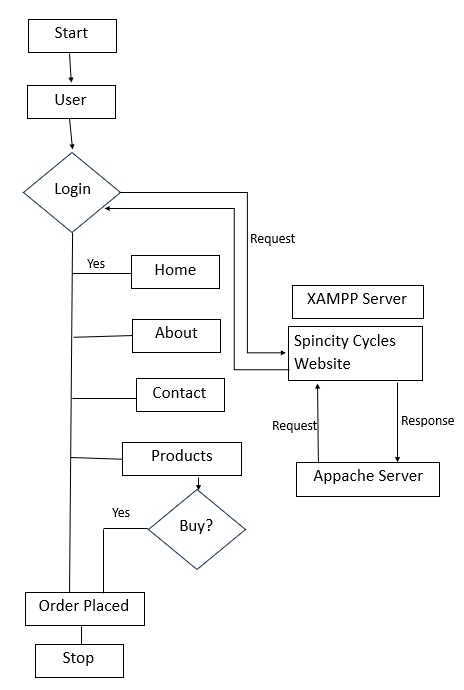 Start
User
Login
Request
Yes
Home
XAMPP Server
About
Spincity Cycles
Website
Contact
Request
Response
Products
Appache Server
Yes
Buy?
Order Placed
Stop